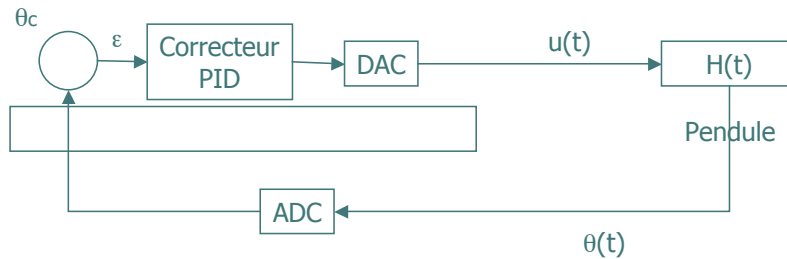 θc
ε
Correcteur
PID
DAC
u(t)
H(t)
Pendule
ADC
θ(t)